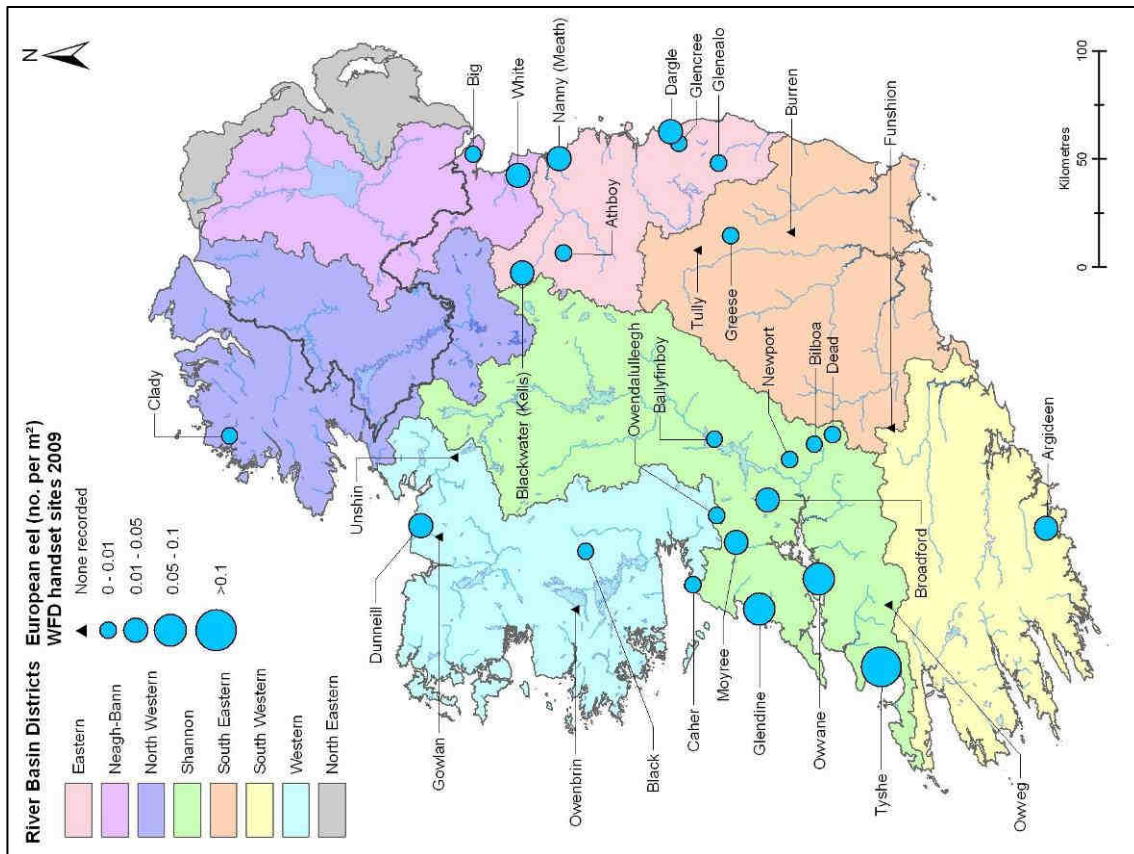 River Basin Districts
Eastern
Neagh-Bann
North Western
Shannon
South Eastern
South Western
Western
North Eastern
European eel (no. per m²)
WFD handset sites 2009
None recorded
0 - 0.01
0.01 - 0.05
0.05 - 0.1
>0.1
N
Clady
Unshin
Dunneill
Gowlan
Owenbrin
Black
Caher
Moyree
Glendine
Owvane
Tyshe
Owveg
Broadford
Blackwater (Kells)
Owendalulleegh
Ballyfinboy
Newport
Bilboa
Dead
Tully
Greese
Athboy
Big
White
Nanny (Meath)
Dargle
Glencree
Glenealo
Burren
Funshion
Argideen
0
50
100
Kilometres